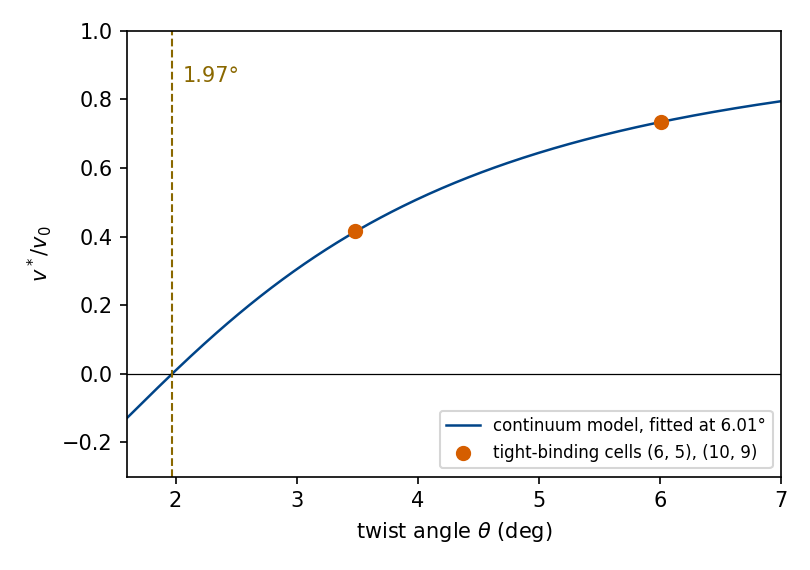 1.0
0.8
0.6
0.4
0.2
0.0
−0.2
v*/v₀
1.97°
continuum model, fitted at 6.01°
tight-binding cells (6, 5), (10, 9)
2 3 4 5 6 7
twist angle θ (deg)